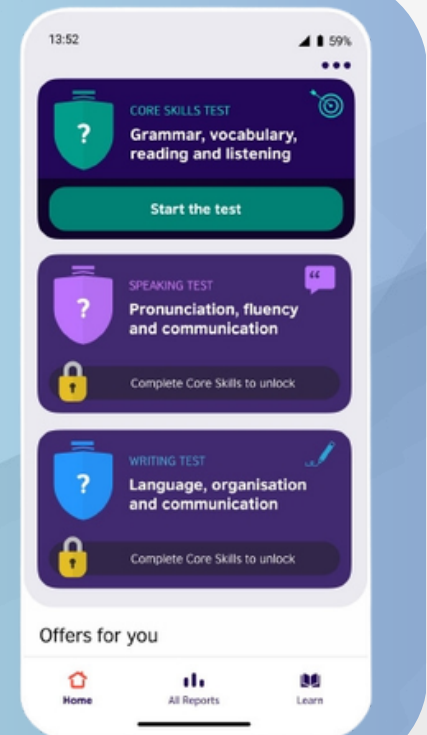 13:52
59%
CORE SKILLS TEST
?
Grammar, vocabulary,
reading and listening
Start the test
SPEAKING TEST
“
?
Pronunciation, fluency
and communication
Complete Core Skills to unlock
WRITING TEST
?
Language, organisation
and communication
Complete Core Skills to unlock
Offers for you
Home
All Reports
Learn